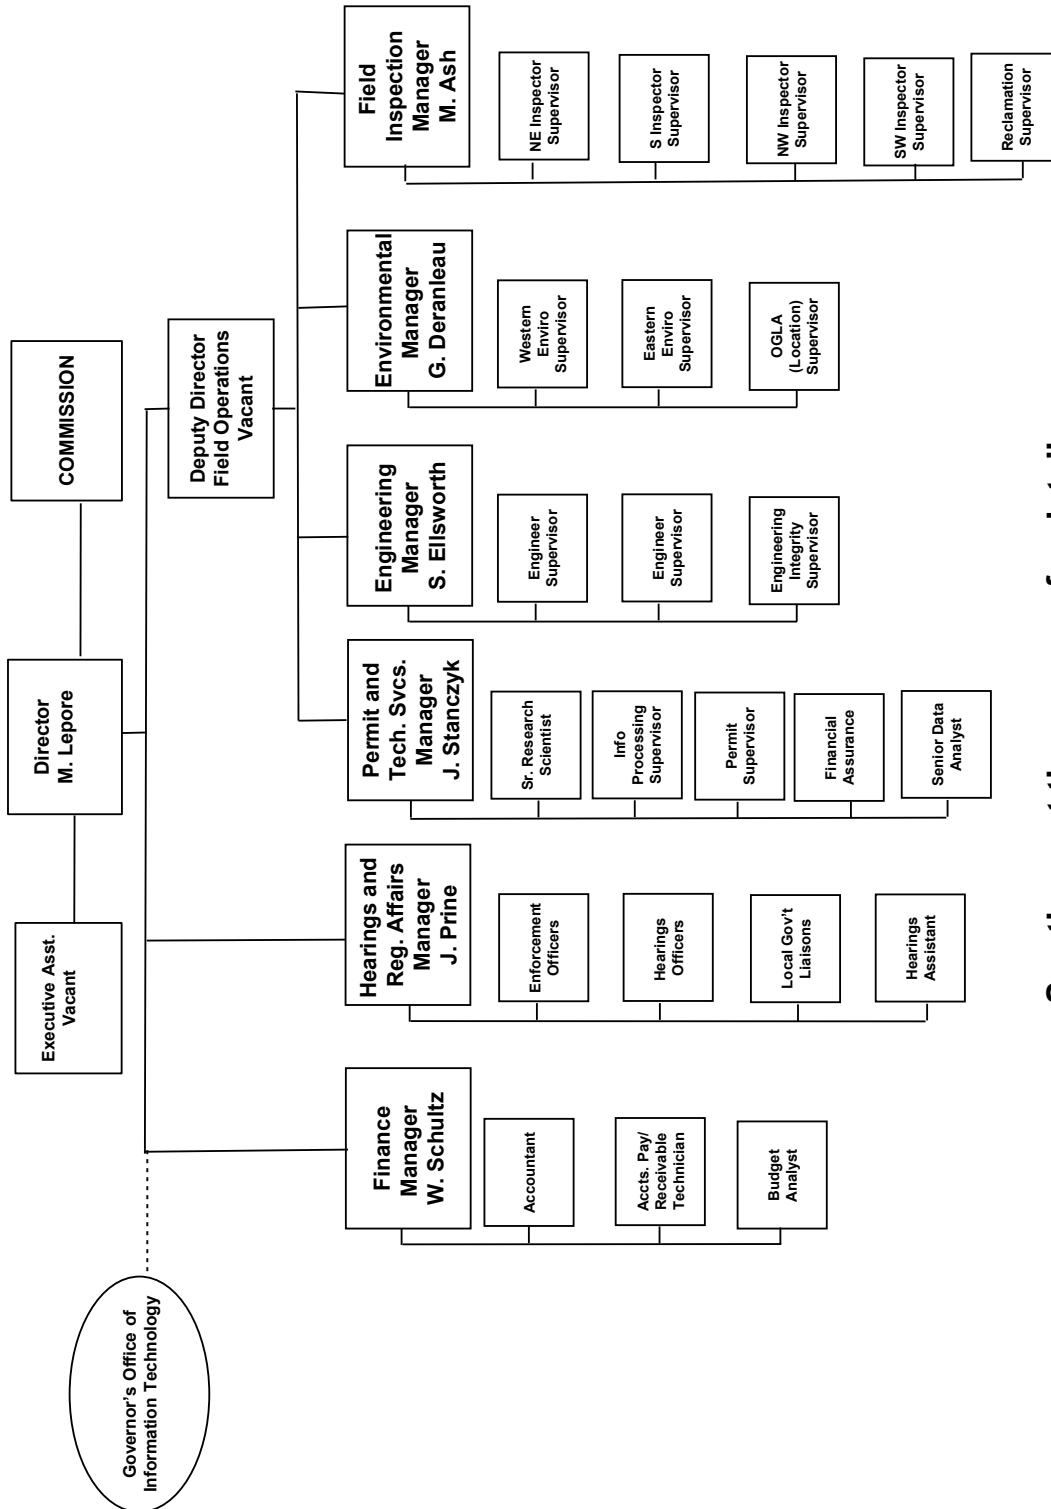 COMMISSION
Director
M. Lepore
Executive Asst.
Vacant
Governor's Office of
Information Technology
Deputy Director
Field Operations
Vacant
Finance
Manager
W. Schultz
Accountant
Accts. Pay/
Receivable
Technician
Budget
Analyst
Hearings and
Reg. Affairs
Manager
J. Prine
Enforcement
Officers
Hearings
Officers
Local Gov't
Liaisons
Hearings
Assistant
Permit and
Tech. Svcs.
Manager
J. Stanczyk
Sr. Research
Scientist
Info
Processing
Supervisor
Permit
Supervisor
Financial
Assurance
Senior Data
Analyst
Engineering
Manager
S. Ellsworth
Engineer
Supervisor
Engineer
Supervisor
Engineering
Integrity
Supervisor
Environmental
Manager
G. Deranleau
Western
Enviro
Supervisor
Eastern
Enviro
Supervisor
OGLA
(Location)
Supervisor
Field
Inspection
Manager
M. Ash
NE Inspector
Supervisor
S Inspector
Supervisor
NW Inspector
Supervisor
SW Inspector
Supervisor
Reclamation
Supervisor